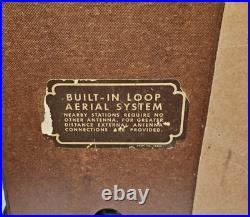 BUILT-IN LOOP
AERIAL SYSTEM
NEARBY STATIONS REQUIRE NO
OTHER ANTENNA. FOR GREATER
DISTANCE EXTERNAL ANTENNA
CONNECTIONS ARE PROVIDED.